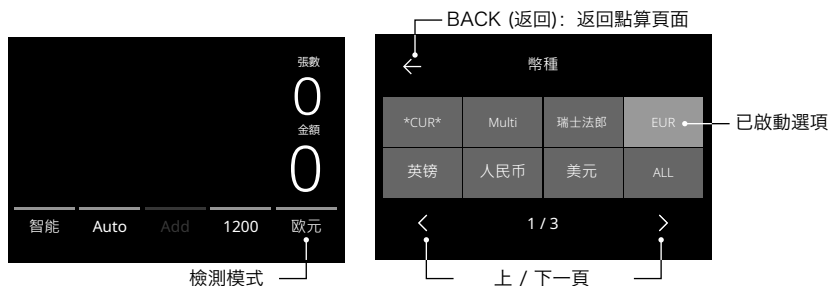 BACK (返回)：返回點算頁面
張數
0
金額
0
智能 Auto Add 1200 欧元
檢測模式
幣種
*CUR* Multi 瑞士法郎 EUR
已啟動選項
英镑 人民币 美元 ALL
1 / 3
上 / 下一頁